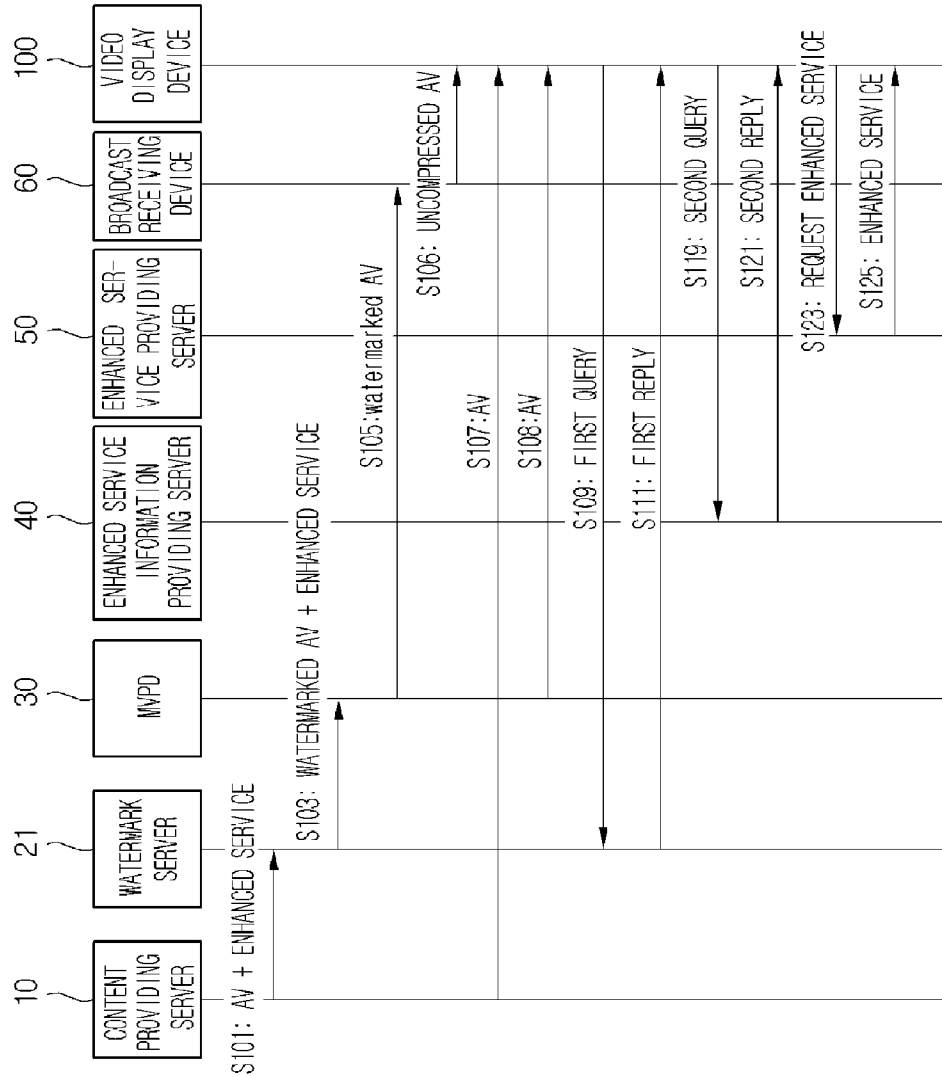 10
CONTENT
PROVIDING
SERVER
21
WATERMARK
SERVER
30
MVPD
40
ENHANCED SERVICE
INFORMATION
PROVIDING SERVER
50
ENHANCED SER-
VICE PROVIDING
SERVER
60
BROADCAST
RECEIVING
DEVICE
100
VIDEO
DISPLAY
DEVICE
S101: AV + ENHANCED SERVICE
S103: WATERMARKED AV + ENHANCED SERVICE
S105:watermarked AV
S106: UNCOMPRESSED AV
S107:AV
S108:AV
S109: FIRST QUERY
S111: FIRST REPLY
S119: SECOND QUERY
S121: SECOND REPLY
S123: REQUEST ENHANCED SERVICE
S125: ENHANCED SERVICE